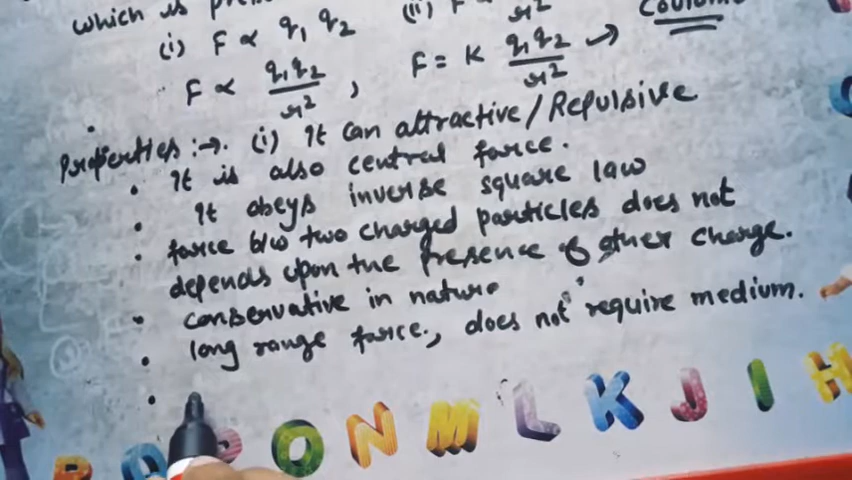 which is
(i) F ∝ q₁ q₂ (ii) F
r²
F ∝ q₁q₂/r² , F = K q₁q₂/r² → Coulomb
Properties :→. (i) It can attractive/Repulsive
• It is also central force.
• It obeys inverse square law
• force b/w two charged particles does not
depends upon the presence of other charge.
• conservative in nature
• long range force., does not require medium.
•
O N M L K J I H